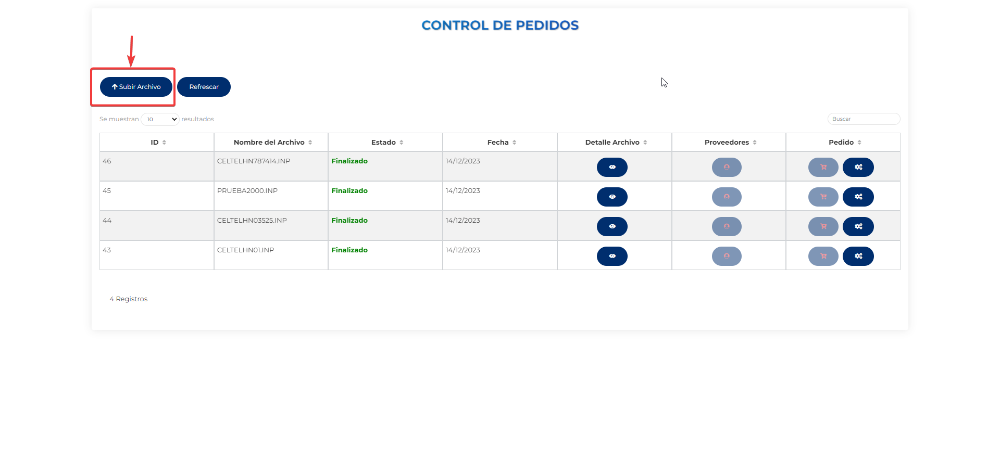 CONTROL DE PEDIDOS
Subir Archivo Refrescar
Se muestran 10 resultados Buscar
ID Nombre del Archivo Estado Fecha Detalle Archivo Proveedores Pedido
46 CELTELHN787414.INP Finalizado 14/12/2023
45 PRUEBA2000.INP Finalizado 14/12/2023
44 CELTELHN03525.INP Finalizado 14/12/2023
43 CELTELHN01.INP Finalizado 14/12/2023
4 Registros